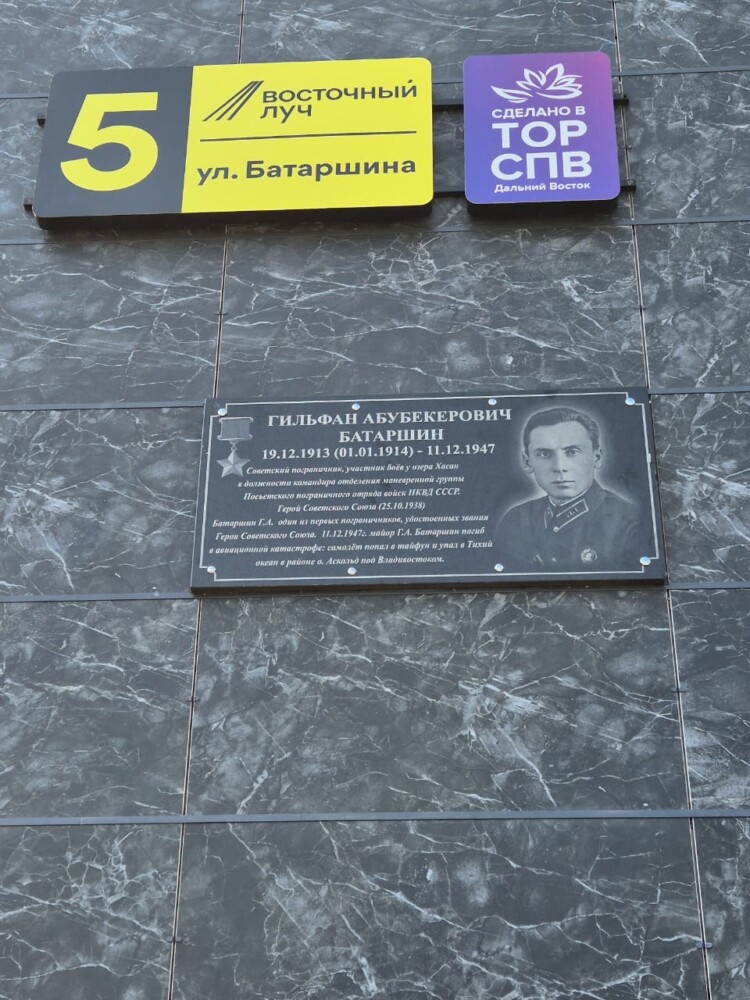 5
ВОСТОЧНЫЙ
ЛУЧ
ул. Батаршина
СДЕЛАНО В
ТОР
СПВ
Дальний Восток
ГИЛЬФАН АБУБЕКЕРОВИЧ
БАТАРШИН
19.12.1913 (01.01.1914) - 11.12.1947
Советский пограничник, участник боёв у озера Хасан
в должности командира отделения маневренной группы
Посьетского пограничного отряда войск НКВД СССР.
Герой Советского Союза (25.10.1938)
Батаршин Г.А. один из первых пограничников, удостоенных звания
Героя Советского Союза. 11.12.1947г. майор Г.А. Батаршин погиб
в авиационной катастрофе: самолёт попал в тайфун и упал в Тихий
океан в районе о. Аскольд под Владивостоком.